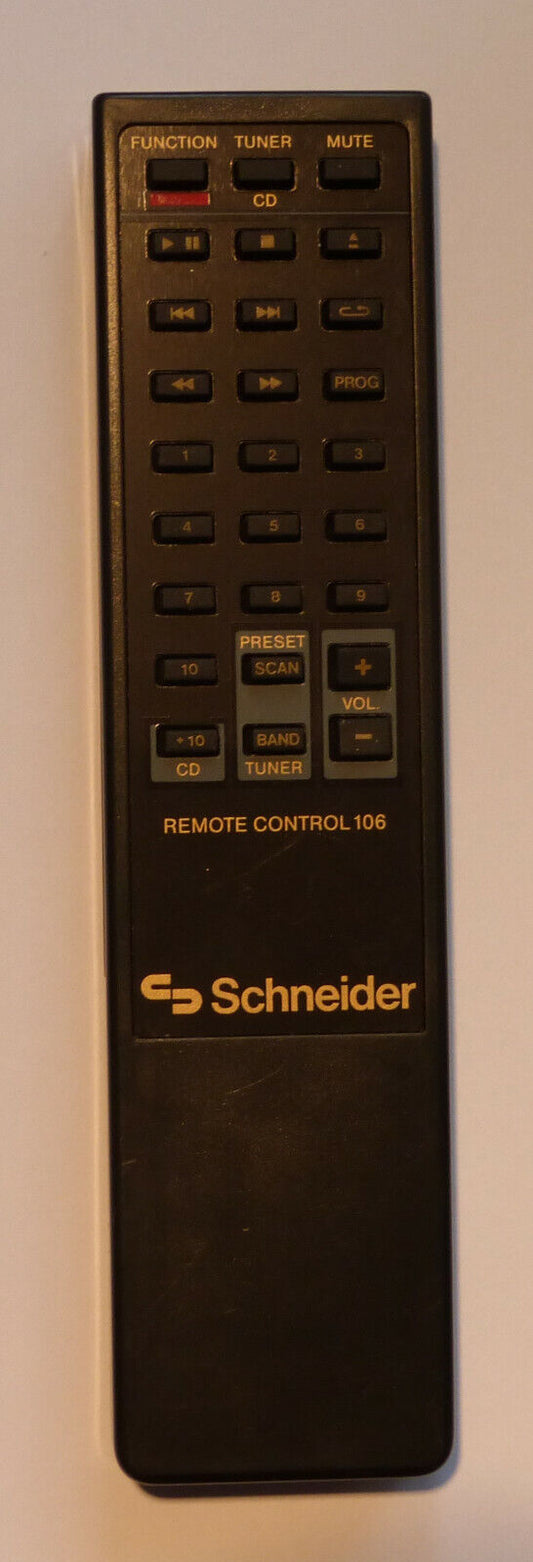 FUNCTION TUNER MUTE
CD
PROG
1 2 3
4 5 6
7 8 9
PRESET
10 SCAN +
VOL.
+10 BAND −
CD TUNER
REMOTE CONTROL 106
Schneider